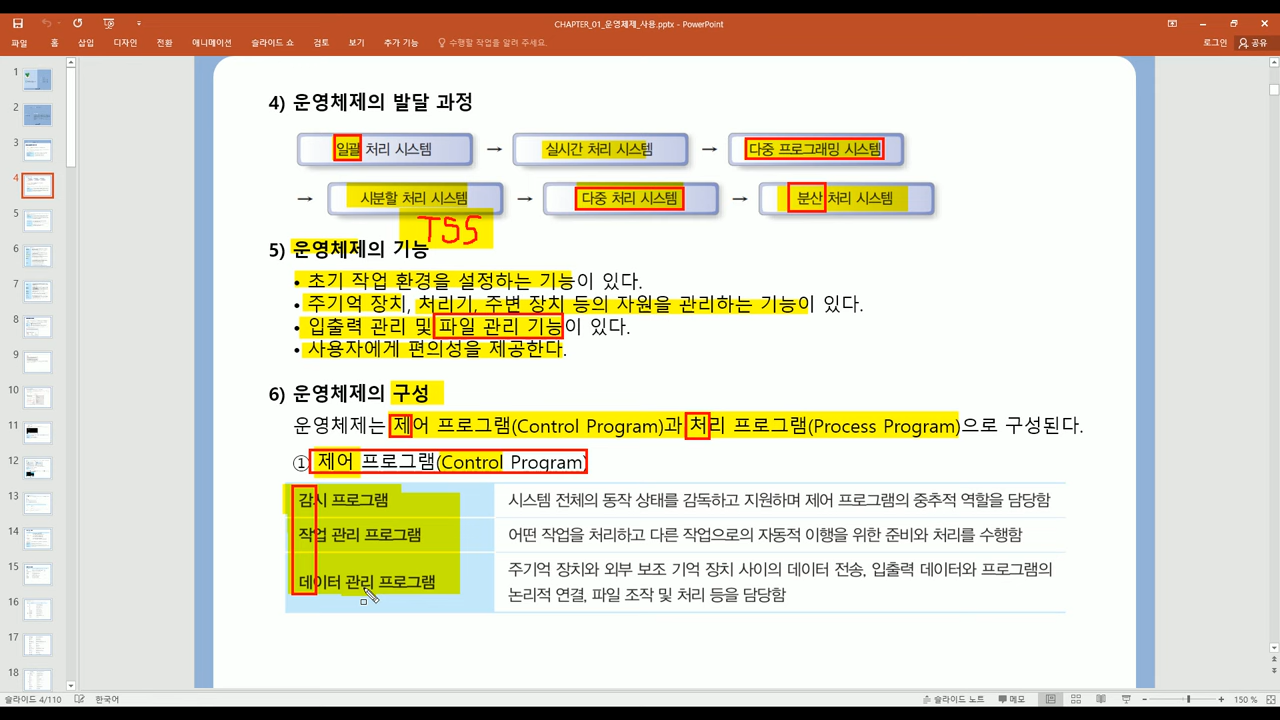 CHAPTER_01_운영체제_사용.pptx - PowerPoint
파일 홈 삽입 디자인 전환 애니메이션 슬라이드 쇼 검토 보기 추가 기능 수행할 작업을 알려 주세요. 로그인 공유
4) 운영체제의 발달 과정
일괄 처리 시스템 → 실시간 처리 시스템 → 다중 프로그래밍 시스템
→ 시분할 처리 시스템 → 다중 처리 시스템 → 분산 처리 시스템
TSS
5) 운영체제의 기능
• 초기 작업 환경을 설정하는 기능이 있다.
• 주기억 장치, 처리기, 주변 장치 등의 자원을 관리하는 기능이 있다.
• 입출력 관리 및 파일 관리 기능이 있다.
• 사용자에게 편의성을 제공한다.
6) 운영체제의 구성
운영체제는 제어 프로그램(Control Program)과 처리 프로그램(Process Program)으로 구성된다.
① 제어 프로그램(Control Program)
감시 프로그램 시스템 전체의 동작 상태를 감독하고 지원하며 제어 프로그램의 중추적 역할을 담당함
작업 관리 프로그램 어떤 작업을 처리하고 다른 작업으로의 자동적 이행을 위한 준비와 처리를 수행함
데이터 관리 프로그램 주기억 장치와 외부 보조 기억 장치 사이의 데이터 전송, 입출력 데이터와 프로그램의
논리적 연결, 파일 조작 및 처리 등을 담당함
1
2
3
4
5
6
7
8
9
10
11
12
13
14
15
16
17
18
슬라이드 4/110 한국어 슬라이드 노트 메모 150 %